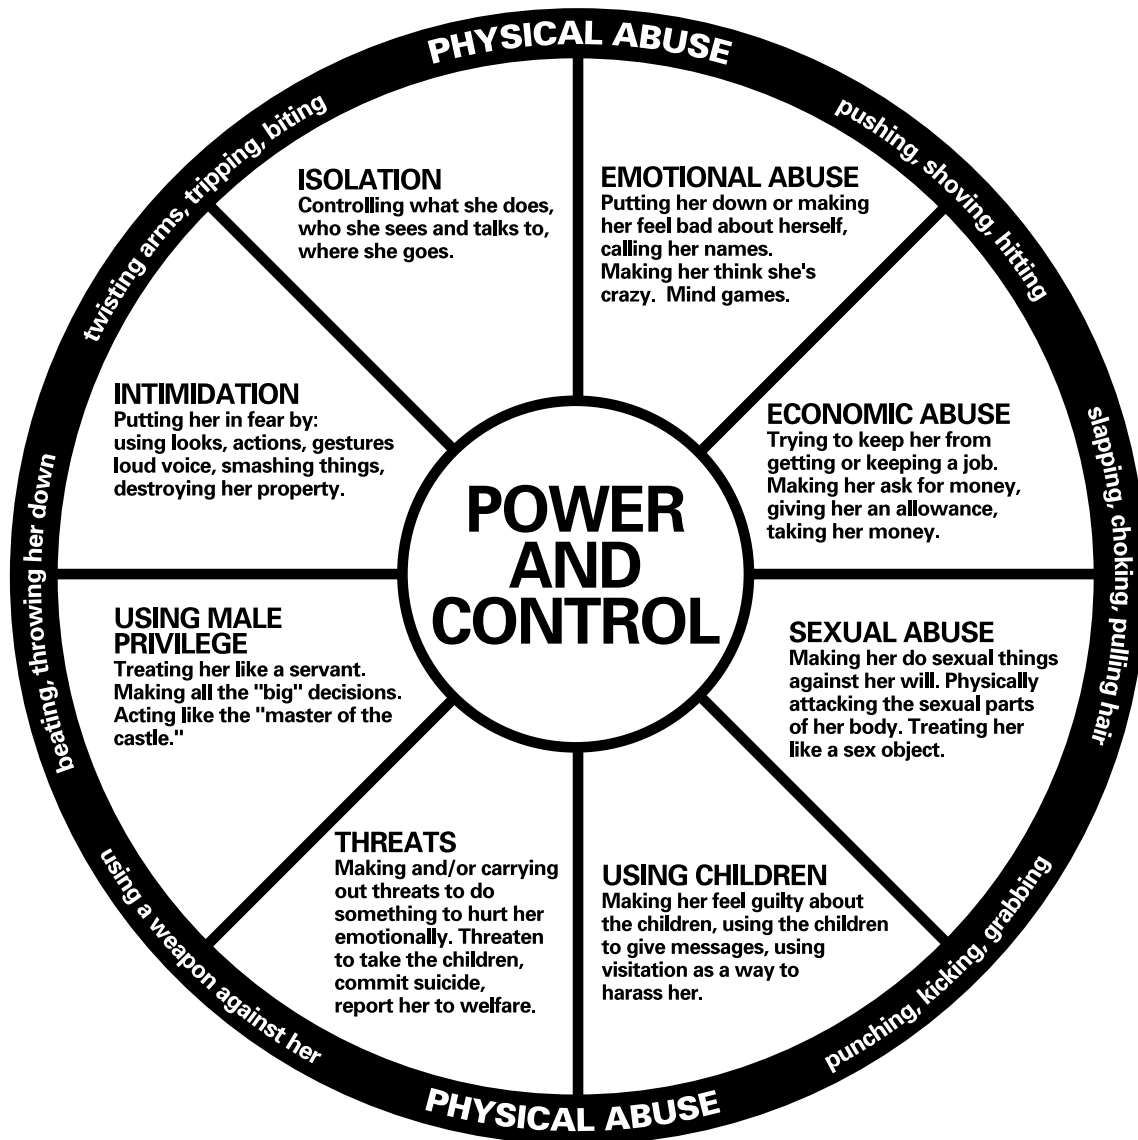 PHYSICAL ABUSE
pushing, shoving, hitting
slapping, choking, pulling hair
punching, kicking, grabbing
PHYSICAL ABUSE
using a weapon against her
beating, throwing her down
twisting arms, tripping, biting
POWER
AND
CONTROL
EMOTIONAL ABUSE
Putting her down or making
her feel bad about herself,
calling her names.
Making her think she's
crazy.  Mind games.
ECONOMIC ABUSE
Trying to keep her from
getting or keeping a job.
Making her ask for money,
giving her an allowance,
taking her money.
SEXUAL ABUSE
Making her do sexual things
against her will. Physically
attacking the sexual parts
of her body. Treating her
like a sex object.
USING CHILDREN
Making her feel guilty about
the children, using the children
to give messages, using
visitation as a way to
harass her.
THREATS
Making and/or carrying
out threats to do
something to hurt her
emotionally. Threaten
to take the children,
commit suicide,
report her to welfare.
USING MALE
PRIVILEGE
Treating her like a servant.
Making all the "big" decisions.
Acting like the "master of the
castle."
INTIMIDATION
Putting her in fear by:
using looks, actions, gestures
loud voice, smashing things,
destroying her property.
ISOLATION
Controlling what she does,
who she sees and talks to,
where she goes.